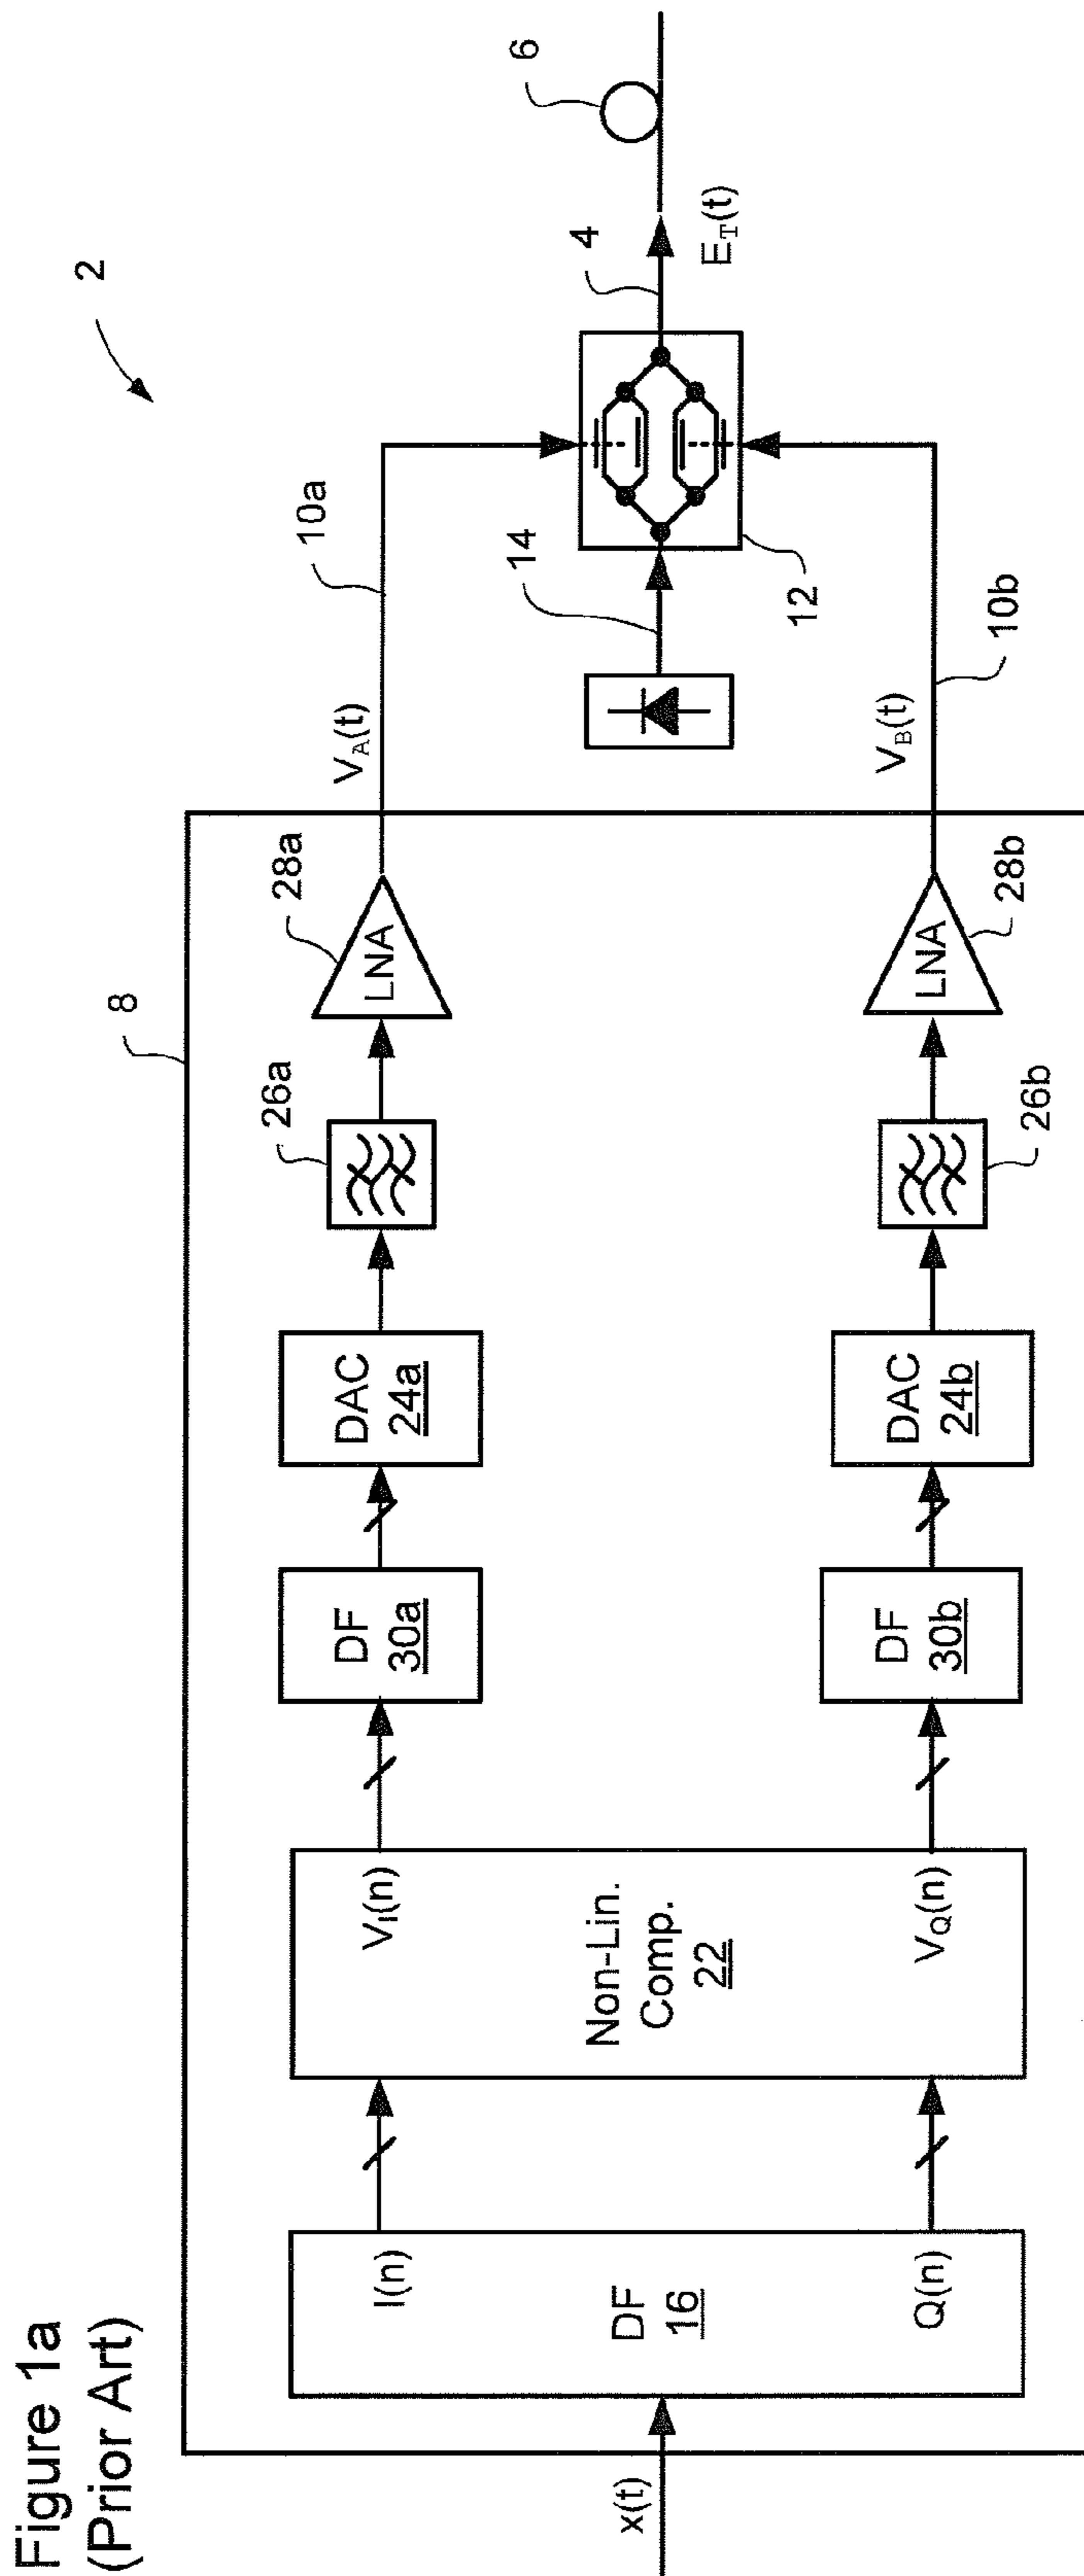 Figure 1a
(Prior Art)
2
8
x(t)
DF
16
I(n)
Q(n)
Non-Lin.
Comp.
22
V_I(n)
V_Q(n)
DF
30a
DAC
24a
26a
LNA
28a
V_A(t)
10a
DF
30b
DAC
24b
26b
LNA
28b
V_B(t)
10b
14
12
4
E_T(t)
6